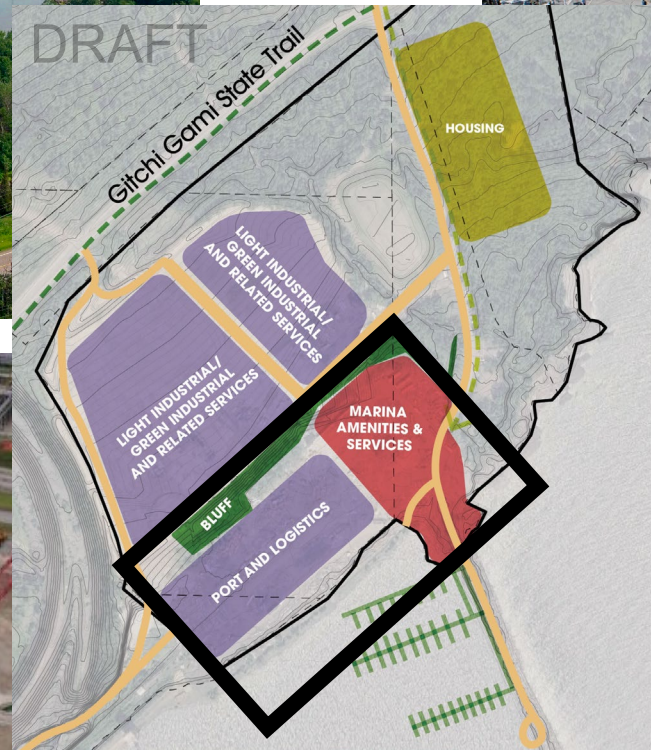 DRAFT
Gitchi Gami State Trail
HOUSING
LIGHT INDUSTRIAL/
GREEN INDUSTRIAL
AND RELATED SERVICES
LIGHT INDUSTRIAL/
GREEN INDUSTRIAL
AND RELATED SERVICES
MARINA
AMENITIES &
SERVICES
BLUFF
PORT AND LOGISTICS